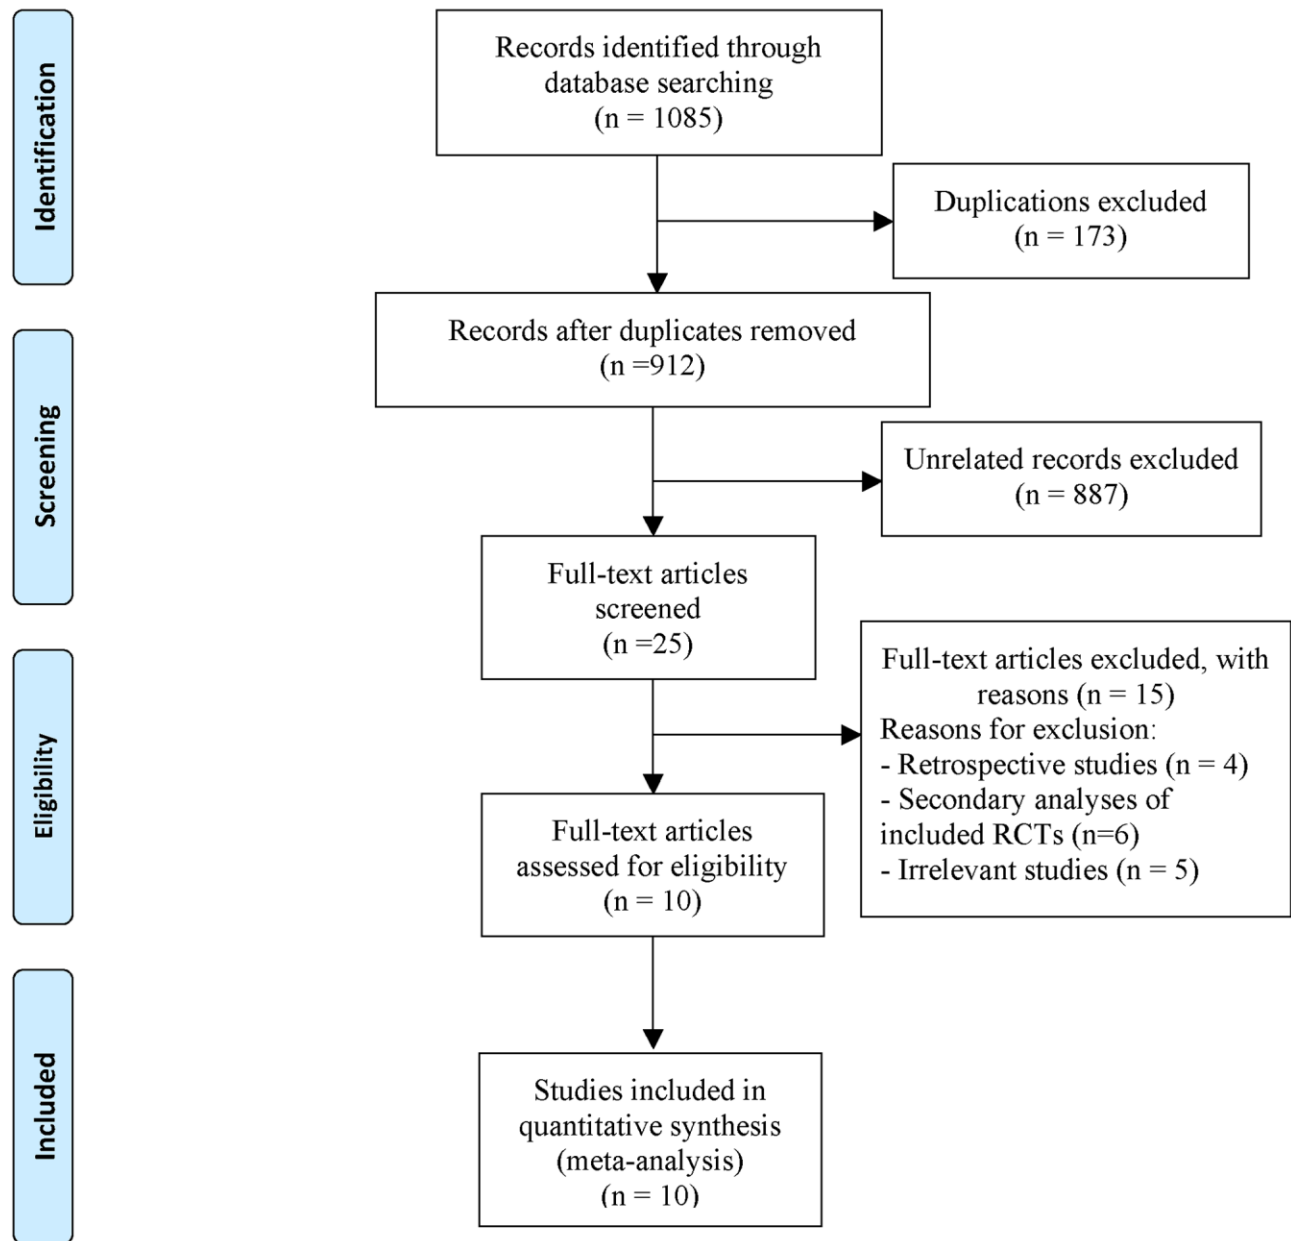 Identification
Records identified through
database searching
(n = 1085)
Duplications excluded
(n = 173)
Records after duplicates removed
(n =912)
Screening
Unrelated records excluded
(n = 887)
Full-text articles
screened
(n =25)
Eligibility
Full-text articles excluded, with
reasons (n = 15)
Reasons for exclusion:
- Retrospective studies (n = 4)
- Secondary analyses of
included RCTs (n=6)
- Irrelevant studies (n = 5)
Full-text articles
assessed for eligibility
(n = 10)
Included
Studies included in
quantitative synthesis
(meta-analysis)
(n = 10)